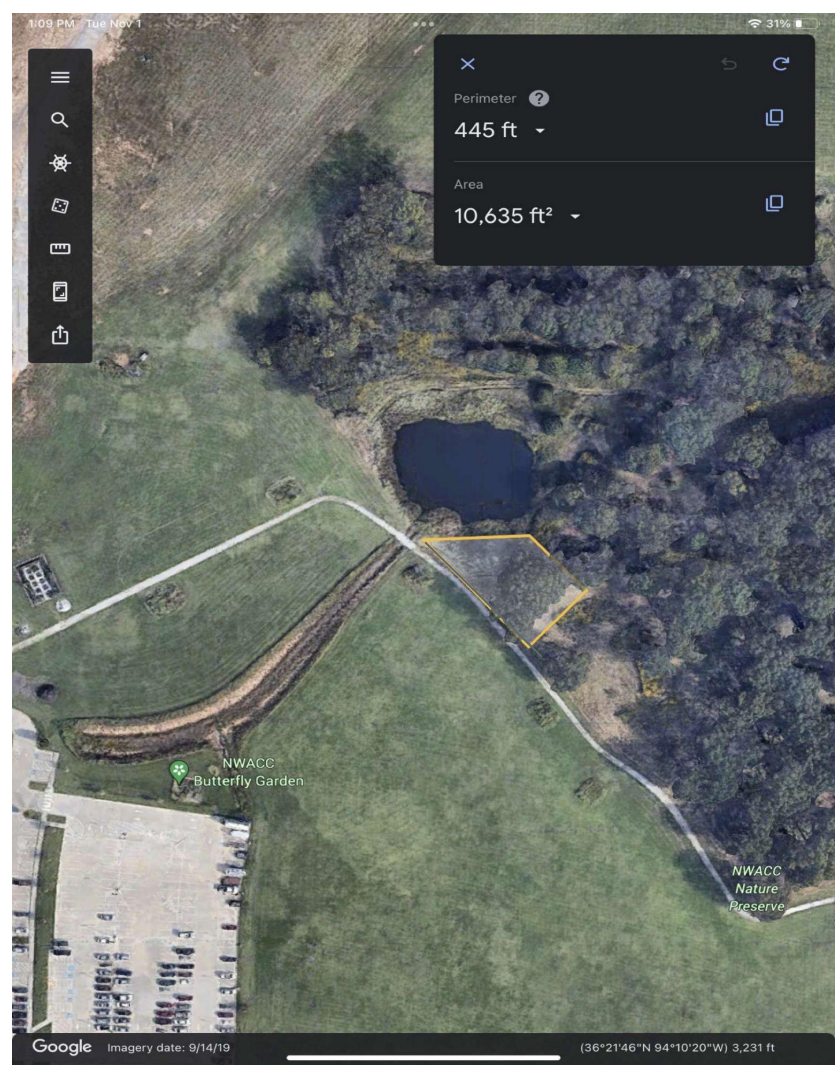 1:09 PM Tue Nov 1
31%
Perimeter ?
445 ft
Area
10,635 ft²
NWACC
Butterfly Garden
NWACC
Nature
Preserve
Google Imagery date: 9/14/19 (36°21'46"N 94°10'20"W) 3,231 ft